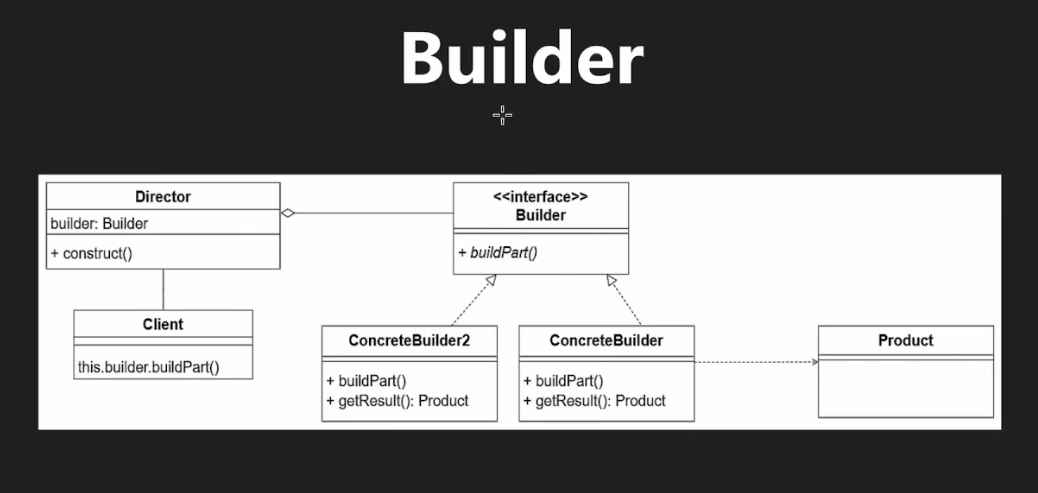 Builder
Director
builder: Builder
+ construct()
<<interface>>
Builder
+ buildPart()
Client
this.builder.buildPart()
ConcreteBuilder2
+ buildPart()
+ getResult(): Product
ConcreteBuilder
+ buildPart()
+ getResult(): Product
Product